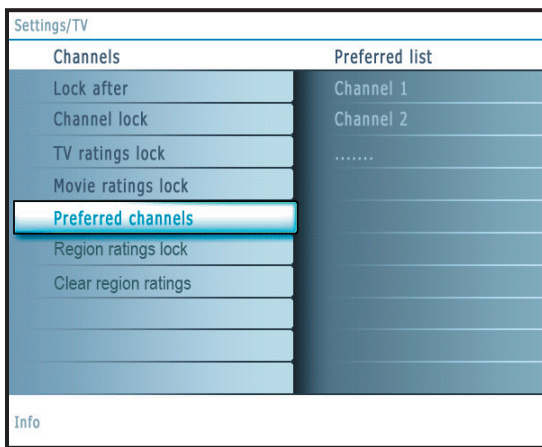 Settings/TV
Channels
Preferred list
Lock after
Channel 1
Channel lock
Channel 2
TV ratings lock
.......
Movie ratings lock
Preferred channels
Region ratings lock
Clear region ratings
Info